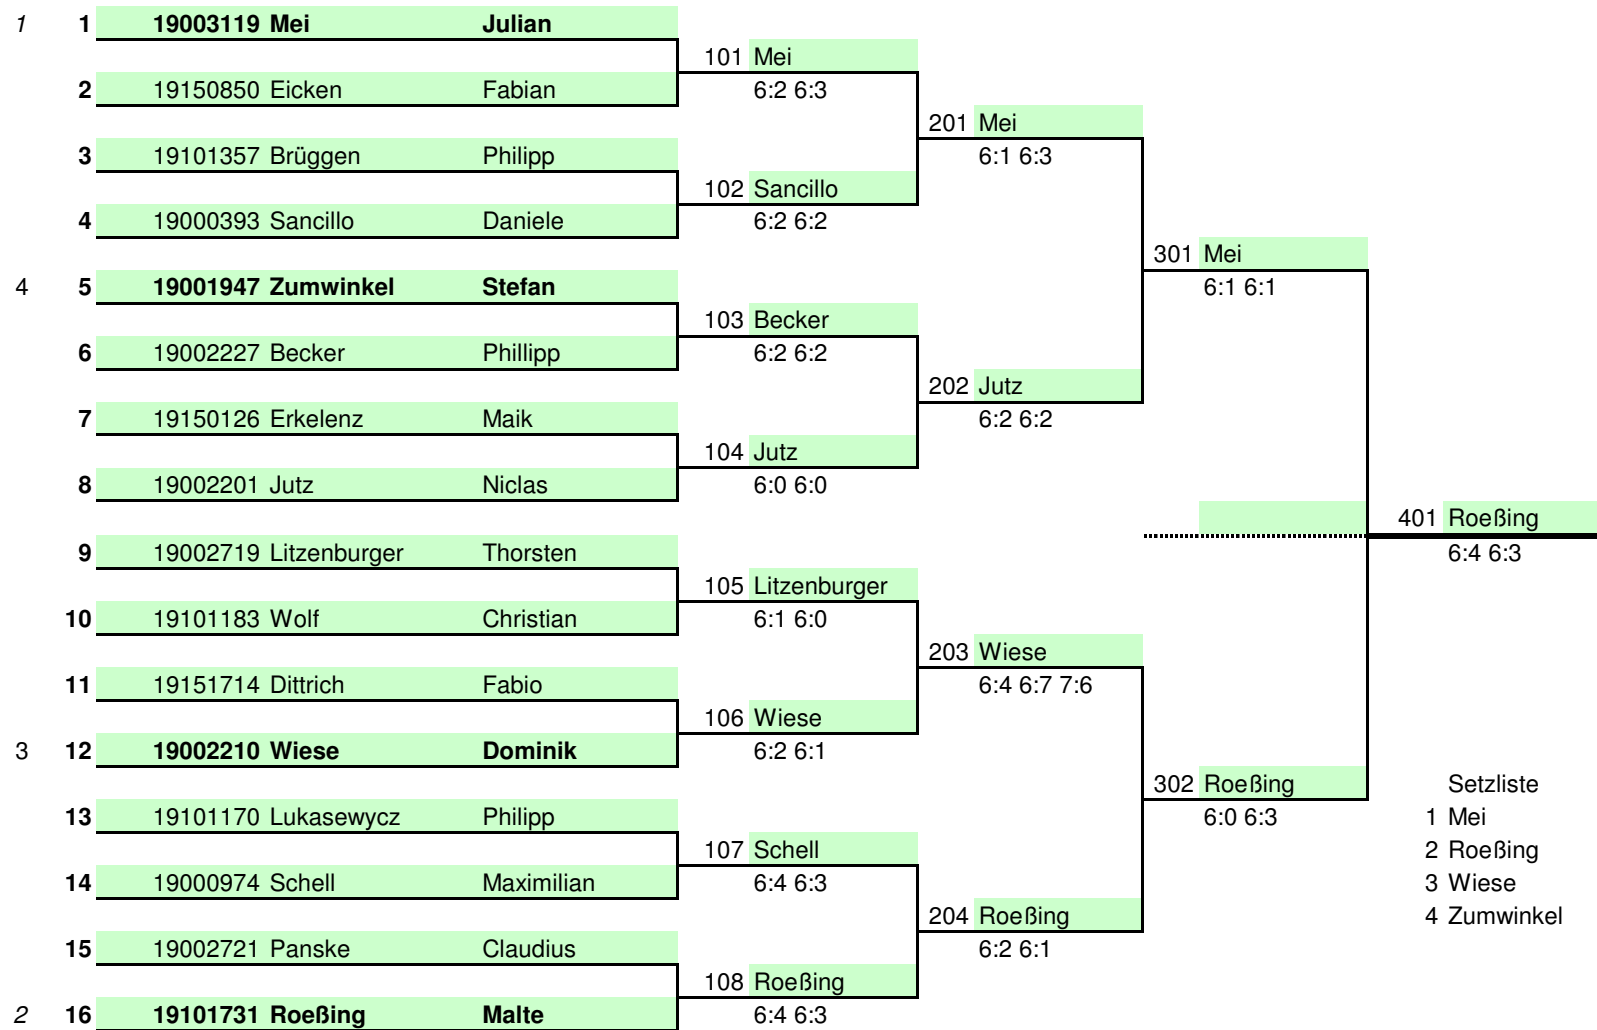 1 1 19003119 Mei Julian
101 Mei
2 19150850 Eicken Fabian 6:2 6:3
201 Mei
3 19101357 Brüggen Philipp 6:1 6:3
102 Sancillo
4 19000393 Sancillo Daniele 6:2 6:2
301 Mei
4 5 19001947 Zumwinkel Stefan 6:1 6:1
103 Becker
6 19002227 Becker Phillipp 6:2 6:2
202 Jutz
7 19150126 Erkelenz Maik 6:2 6:2
104 Jutz
8 19002201 Jutz Niclas 6:0 6:0
401 Roeßing
9 19002719 Litzenburger Thorsten 6:4 6:3
105 Litzenburger
10 19101183 Wolf Christian 6:1 6:0
203 Wiese
11 19151714 Dittrich Fabio 6:4 6:7 7:6
106 Wiese
3 12 19002210 Wiese Dominik 6:2 6:1
302 Roeßing Setzliste
13 19101170 Lukasewycz Philipp 6:0 6:3 1 Mei
107 Schell 2 Roeßing
14 19000974 Schell Maximilian 6:4 6:3 3 Wiese
204 Roeßing 4 Zumwinkel
15 19002721 Panske Claudius 6:2 6:1
108 Roeßing
2 16 19101731 Roeßing Malte 6:4 6:3